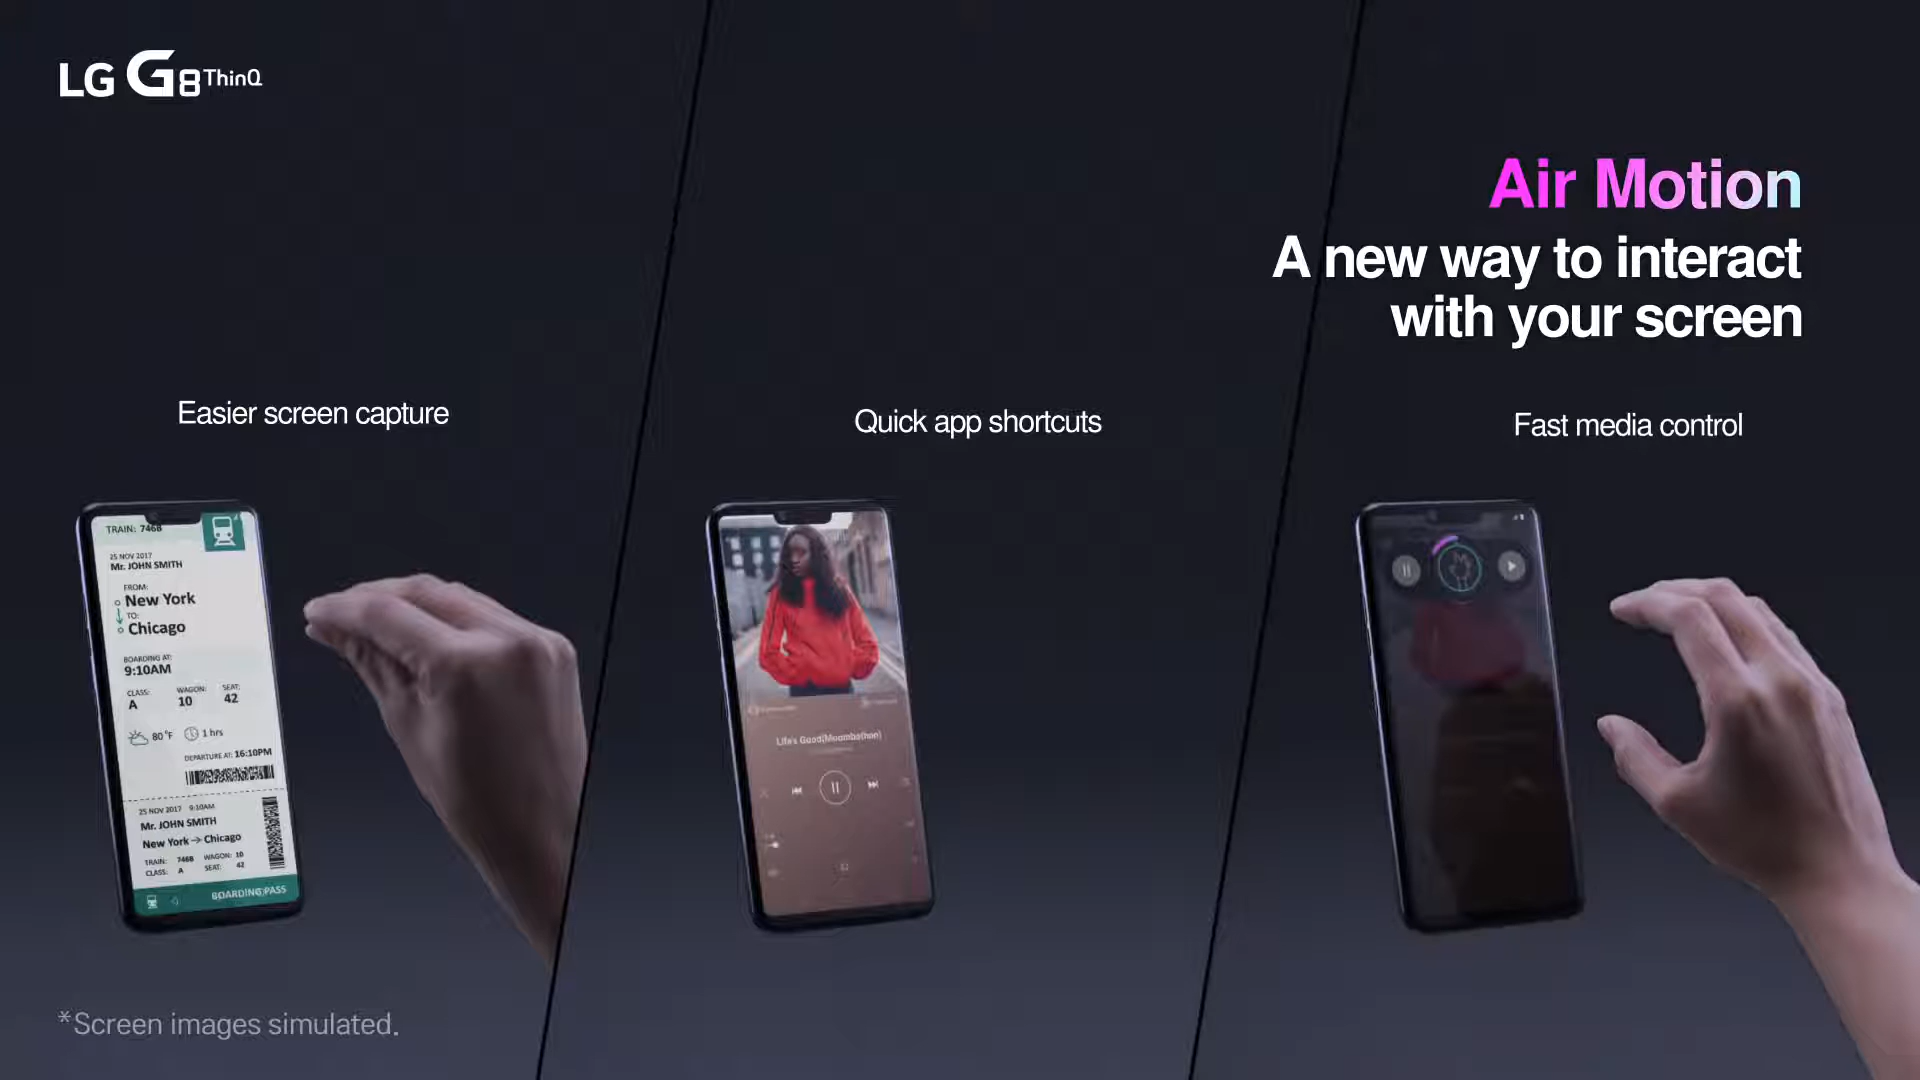 LG G8 ThinQ
Air Motion
A new way to interact
with your screen
Easier screen capture
Quick app shortcuts
Fast media control
TRAIN: 746B
25 NOV 2017
Mr. JOHN SMITH
FROM:
New York
TO:
Chicago
BOARDING AT:
9:10AM
CLASS: WAGON: SEAT:
A 10 42
80°F 1 hrs
DEPARTURE AT: 16:10PM
25 NOV 2017 9:10AM
Mr. JOHN SMITH
New York → Chicago
TRAIN: 746B WAGON: 10
CLASS: A SEAT: 42
BOARDING PASS
Life's Good(Moombahton)
*Screen images simulated.